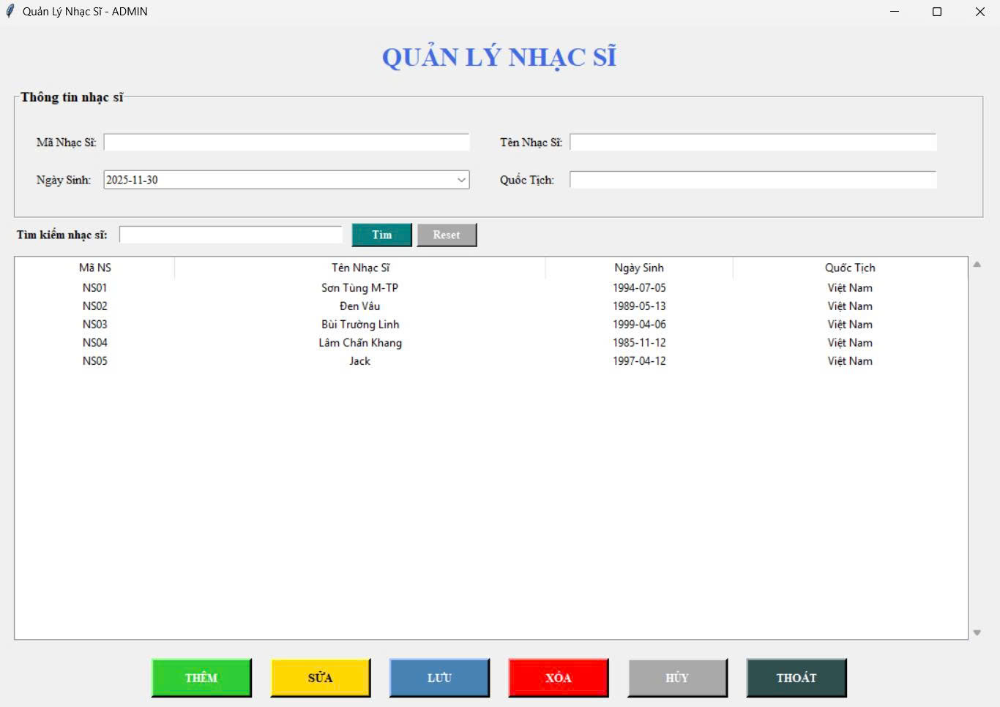 Quản Lý Nhạc Sĩ - ADMIN
QUẢN LÝ NHẠC SĨ
Thông tin nhạc sĩ
Mã Nhạc Sĩ: Tên Nhạc Sĩ:
Ngày Sinh: 2025-11-30 Quốc Tịch:
Tìm kiếm nhạc sĩ: Tìm Reset
Mã NS Tên Nhạc Sĩ Ngày Sinh Quốc Tịch
NS01 Sơn Tùng M-TP 1994-07-05 Việt Nam
NS02 Đen Vâu 1989-05-13 Việt Nam
NS03 Bùi Trường Linh 1999-04-06 Việt Nam
NS04 Lâm Chấn Khang 1985-11-12 Việt Nam
NS05 Jack 1997-04-12 Việt Nam
THÊM SỬA LƯU XÓA HỦY THOÁT